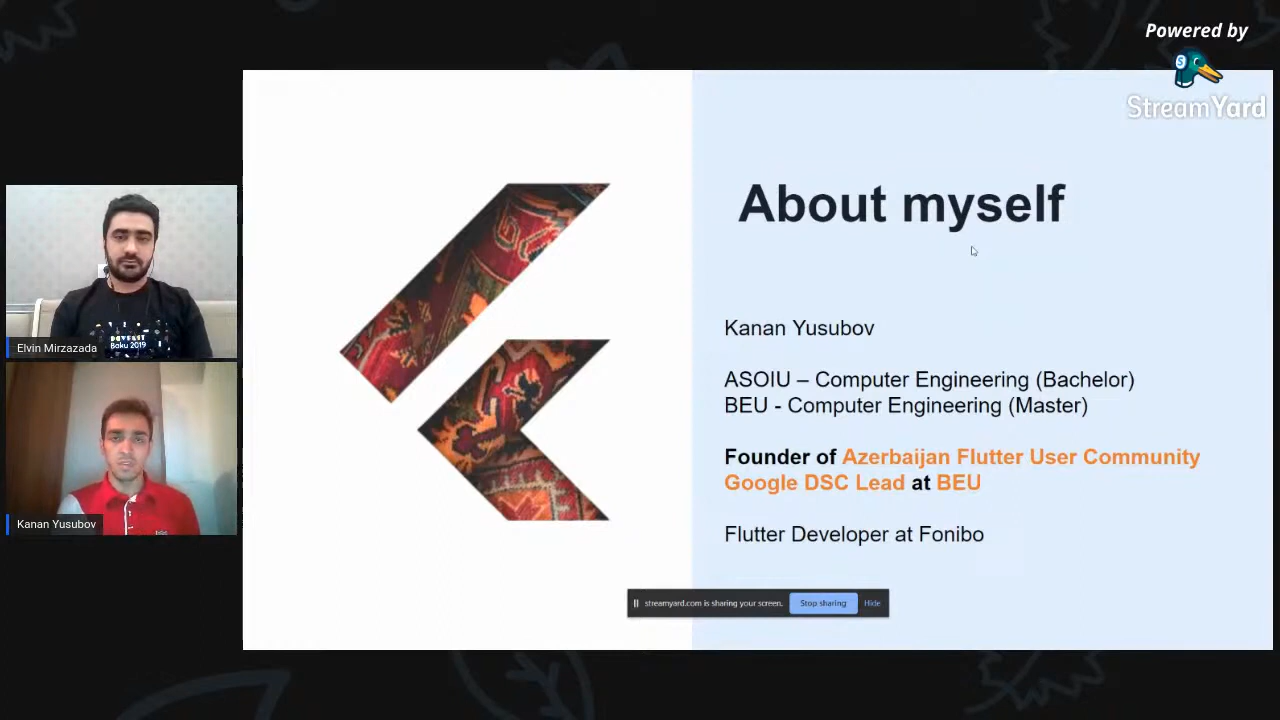 Powered by
StreamYard
About myself
Kanan Yusubov
ASOIU – Computer Engineering (Bachelor)
BEU - Computer Engineering (Master)
Founder of Azerbaijan Flutter User Community
Google DSC Lead at BEU
Flutter Developer at Fonibo
streamyard.com is sharing your screen.
Stop sharing
Hide
Baku 2019
Elvin Mirzazada
Kanan Yusubov